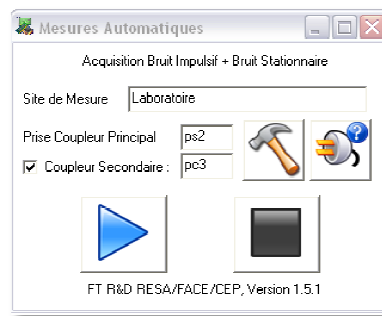 Mesures Automatiques
Acquisition Bruit Impulsif + Bruit Stationnaire
Site de Mesure Laboratoire
Prise Coupleur Principal ps2
Coupleur Secondaire : pc3
FT R&D RESA/FACE/CEP, Version 1.5.1